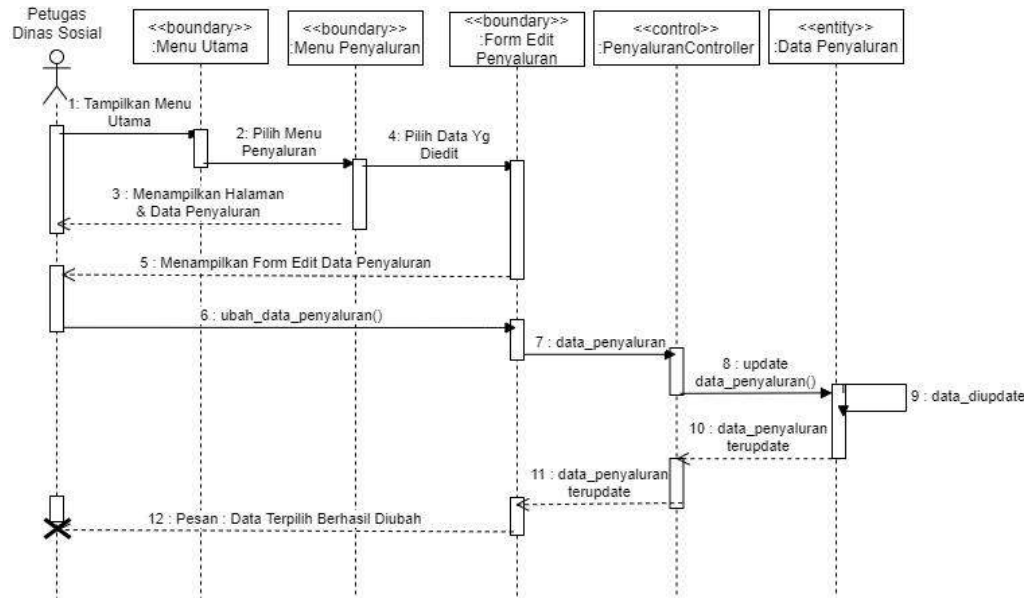 Petugas
Dinas Sosial
<<boundary>>
:Menu Utama
<<boundary>>
:Menu Penyaluran
<<boundary>>
:Form Edit
Penyaluran
<<control>>
:PenyaluranController
<<entity>>
:Data Penyaluran
1: Tampilkan Menu
Utama
2: Pilih Menu
Penyaluran
4: Pilih Data Yg
Diedit
3 : Menampilkan Halaman
& Data Penyaluran
5 : Menampilkan Form Edit Data Penyaluran
6 : ubah_data_penyaluran()
7 : data_penyaluran
8 : update
data_penyaluran()
9 : data_diupdate
10 : data_penyaluran
terupdate
11 : data_penyaluran
terupdate
12 : Pesan : Data Terpilih Berhasil Diubah